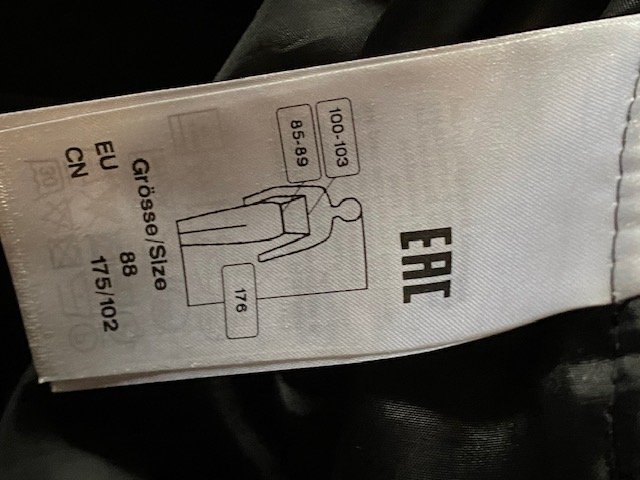 EAC
100-103
85-89
176
Grösse/Size
EU 88
CN 175/102